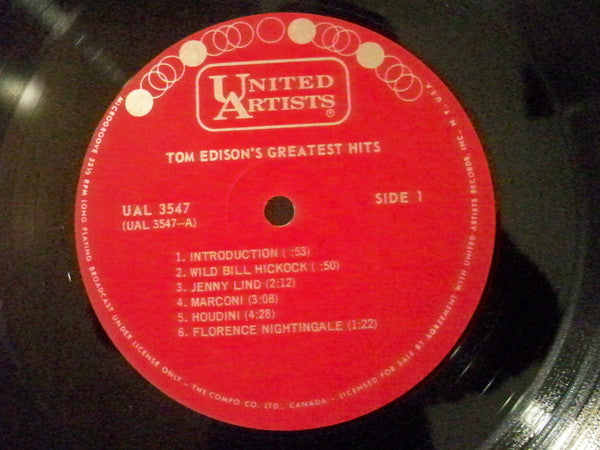 UNITED
ARTISTS®
TOM EDISON'S GREATEST HITS
UAL 3547
(UAL 3547-A)
SIDE 1
1. INTRODUCTION ( :53)
2. WILD BILL HICKOCK ( :50)
3. JENNY LIND (2:12)
4. MARCONI (3:08)
5. HOUDINI (4:28)
6. FLORENCE NIGHTINGALE (1:22)
MICROGROOVE 33⅓ RPM LONG PLAYING BROADCAST UNDER LICENSE ONLY - THE COMPO CO. LTD., CANADA - LICENSED FOR SALE BY AGREEMENT WITH UNITED ARTISTS RECORDS, INC. - N.Y., U.S.A.